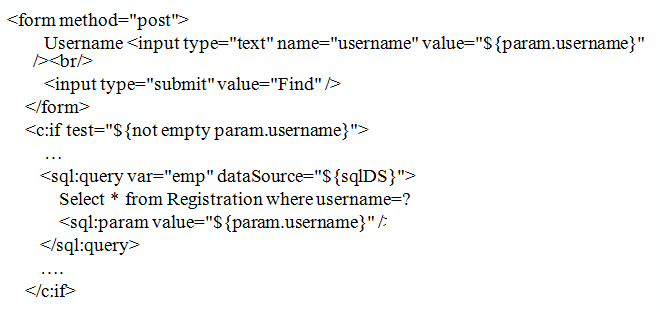 <form method="post">
Username <input type="text" name="username" value="${param.username}"
/><br/>
<input type="submit" value="Find" />
</form>
<c:if test="${not empty param.username}">
…
<sql:query var="emp" dataSource="${sqlDS}">
Select * from Registration where username=?
<sql:param value="${param.username}" /:
</sql:query>
….
</c:if>